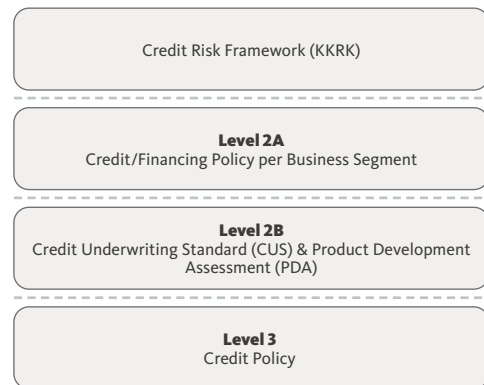 Credit Risk Framework (KKRK)
Level 2A
Credit/Financing Policy per Business Segment
Level 2B
Credit Underwriting Standard (CUS) & Product Development
Assessment (PDA)
Level 3
Credit Policy